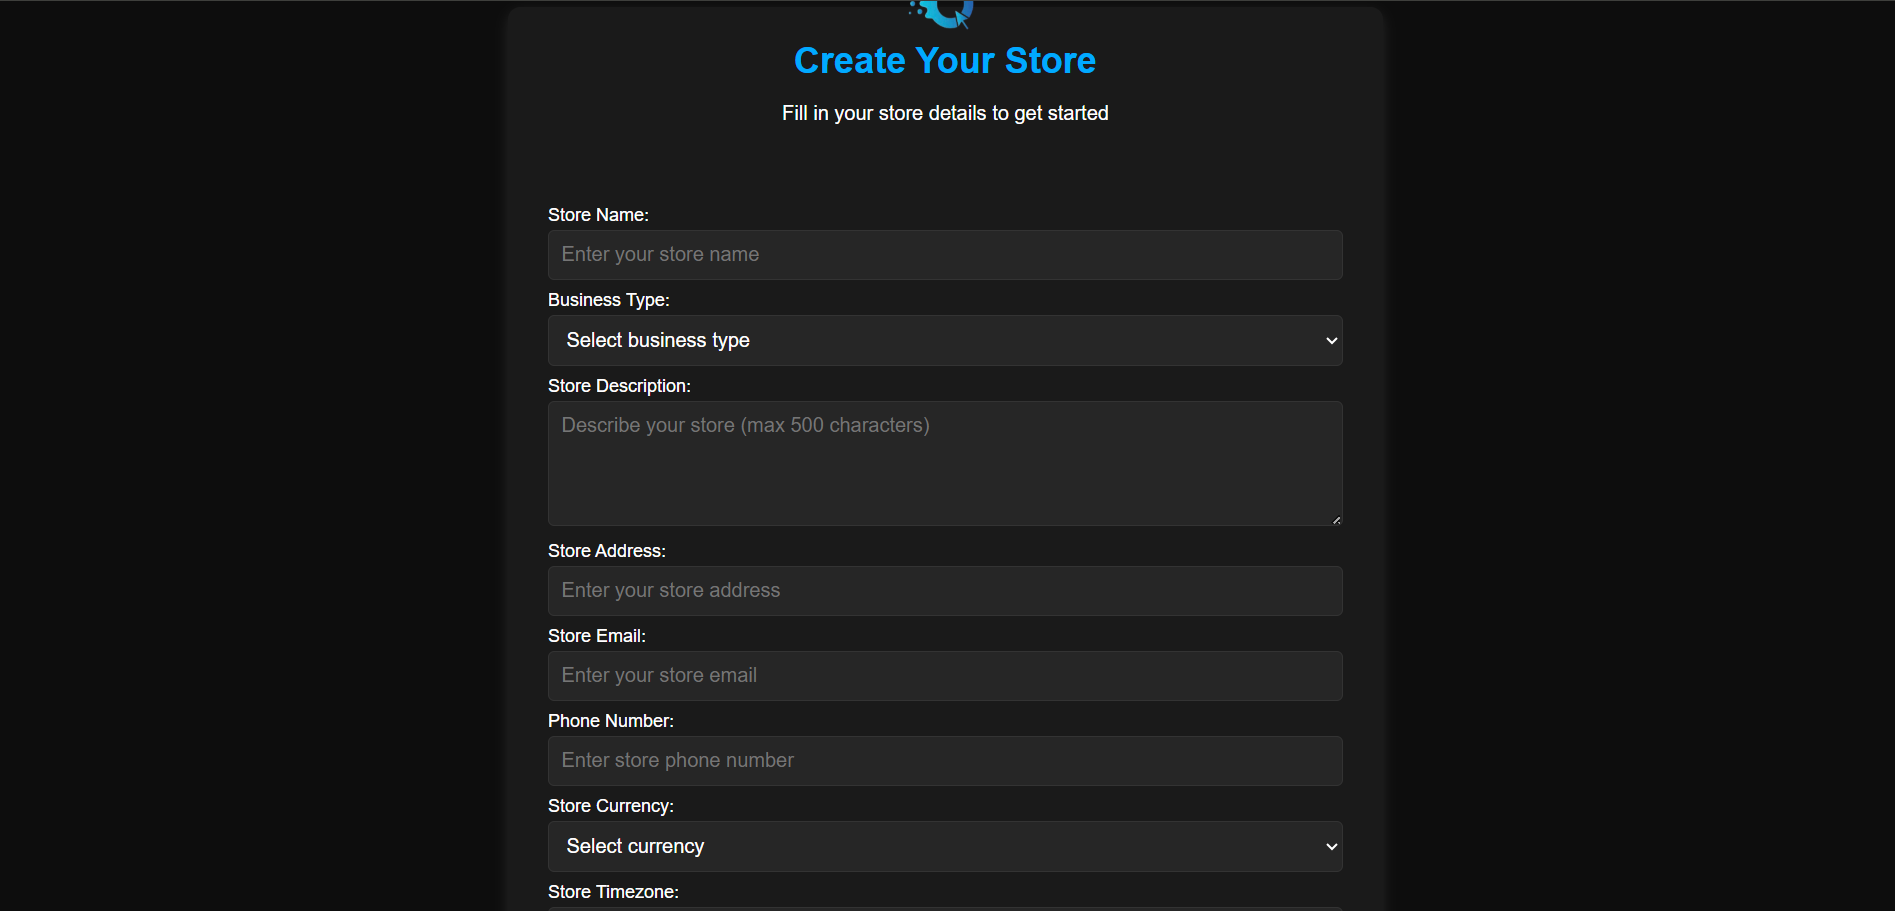 Create Your Store
Fill in your store details to get started
Store Name:
Enter your store name
Business Type:
Select business type
Store Description:
Describe your store (max 500 characters)
Store Address:
Enter your store address
Store Email:
Enter your store email
Phone Number:
Enter store phone number
Store Currency:
Select currency
Store Timezone: